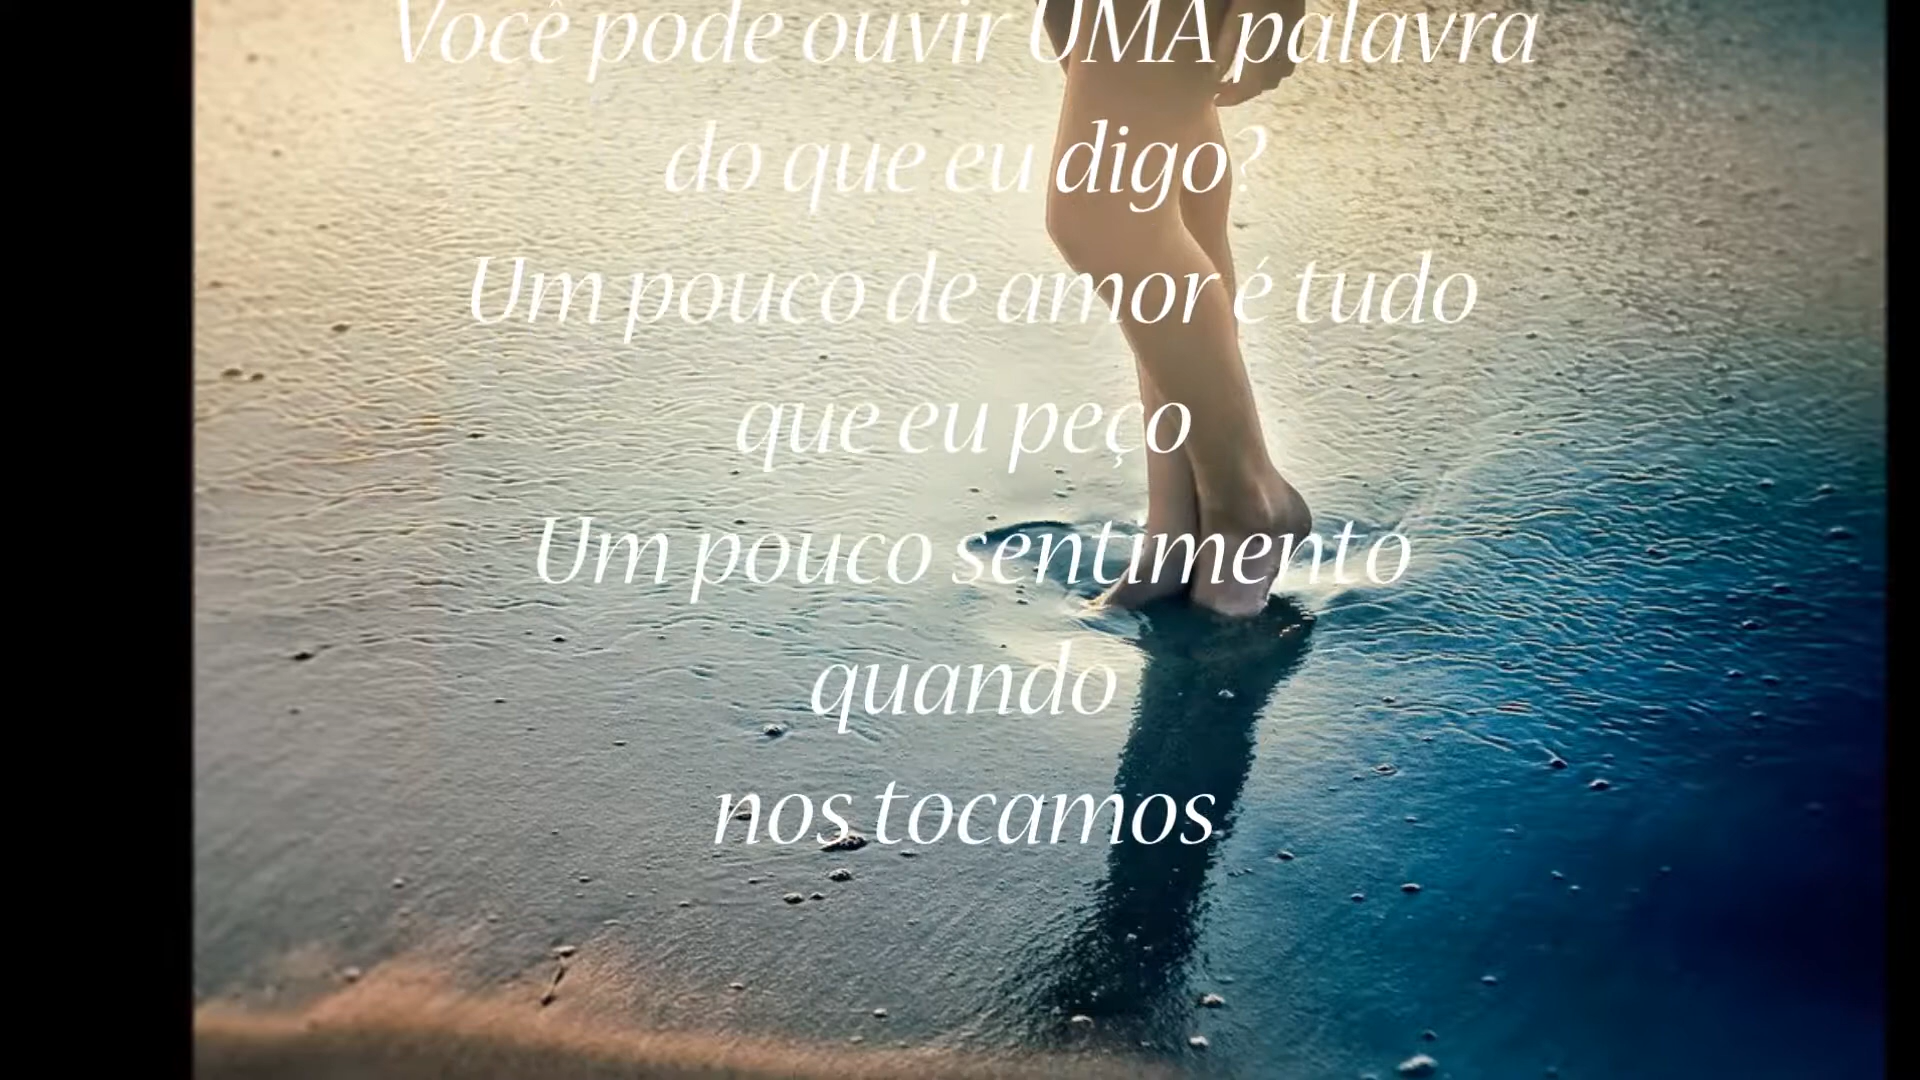 Você pode ouvir UMA palavra
do que eu digo?
Um pouco de amor é tudo
que eu peço
Um pouco sentimento
quando
nos tocamos